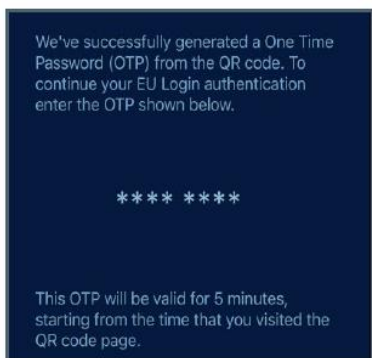 We've successfully generated a One Time
Password (OTP) from the QR code. To
continue your EU Login authentication
enter the OTP shown below.
**** ****
This OTP will be valid for 5 minutes,
starting from the time that you visited the
QR code page.